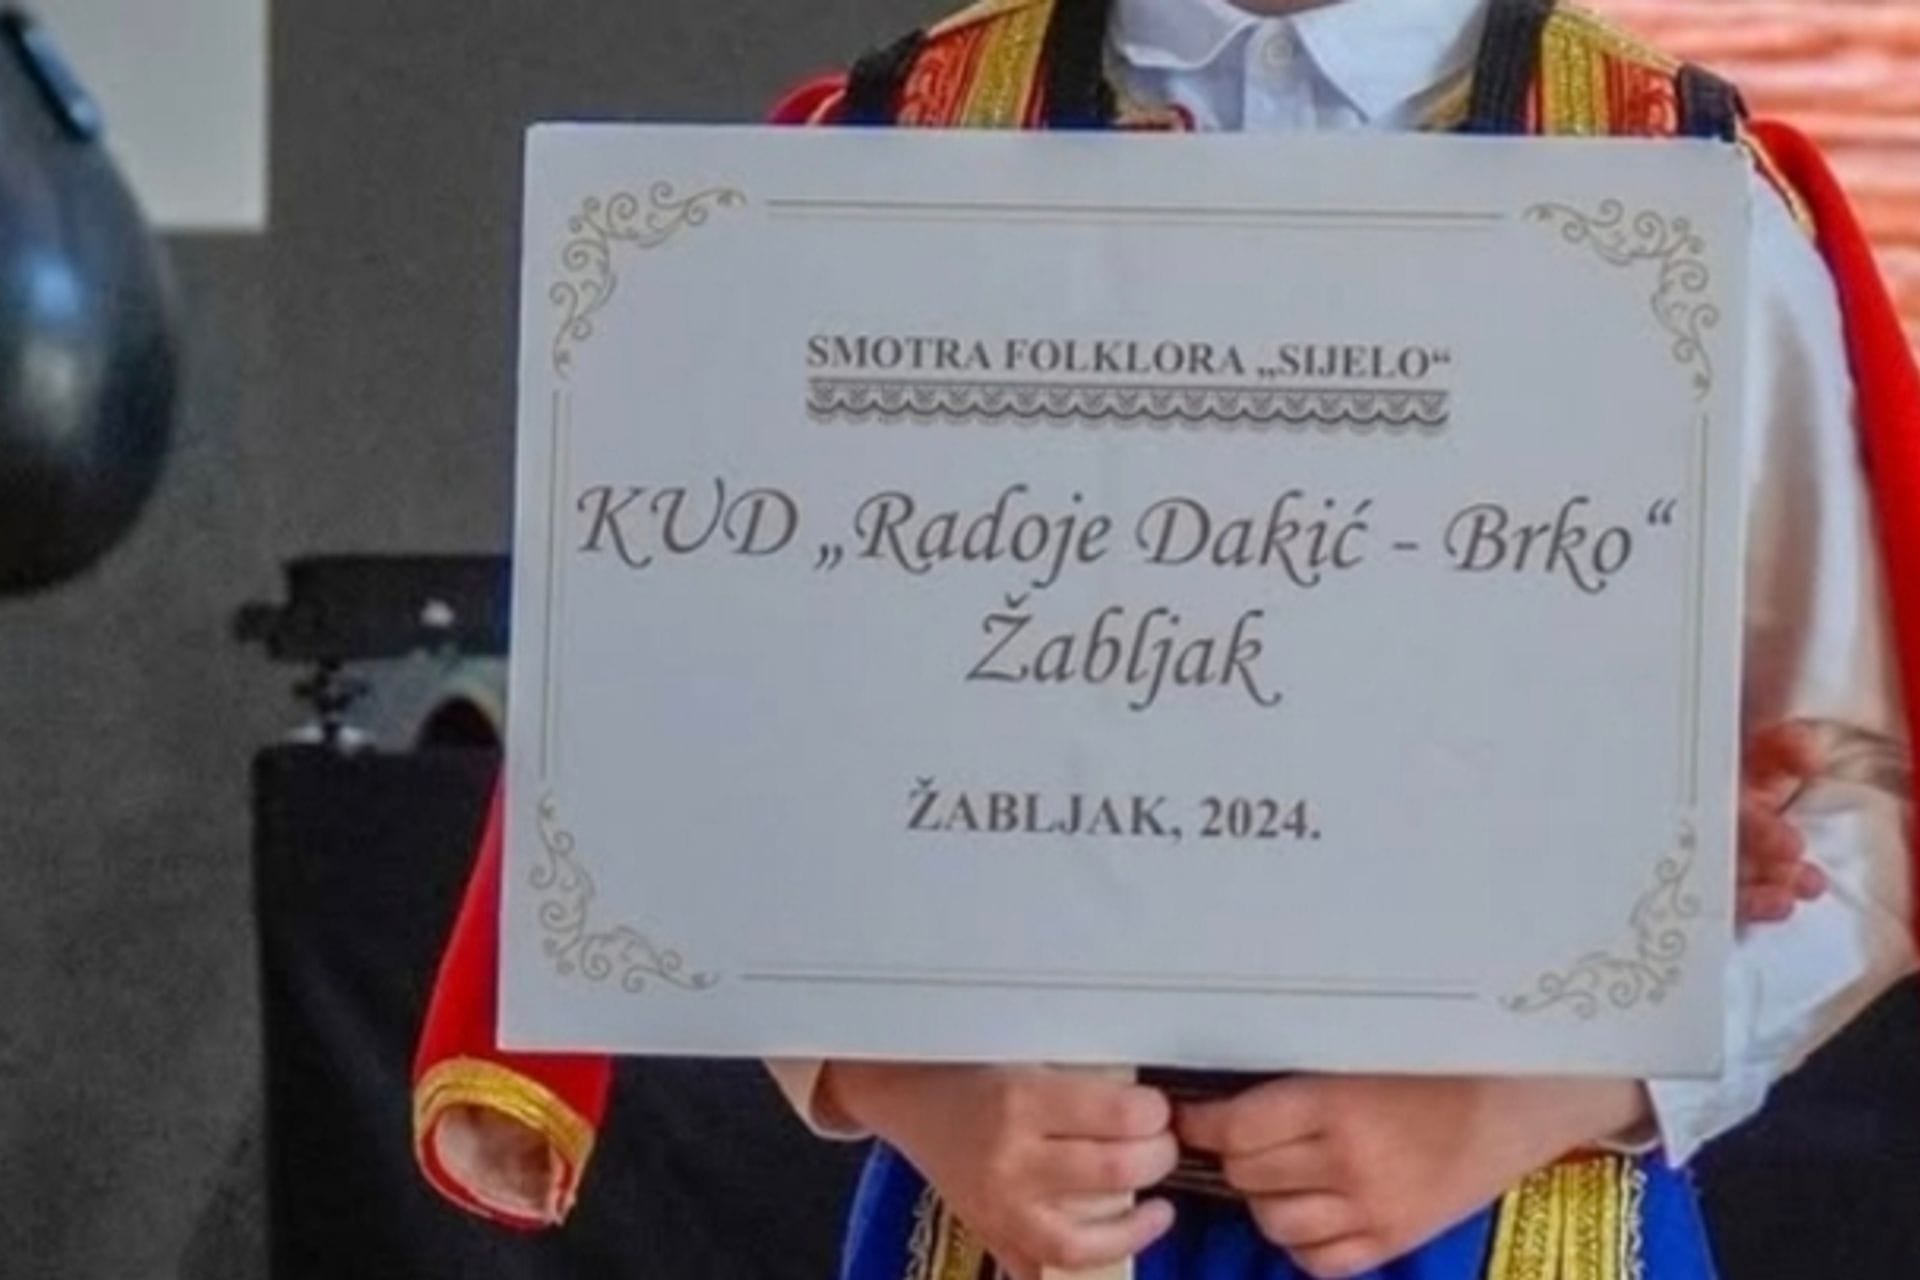 SMOTRA FOLKLORA „SIJELO“
KUD „Radoje Dakić - Brko“
Žabljak
ŽABLJAK, 2024.